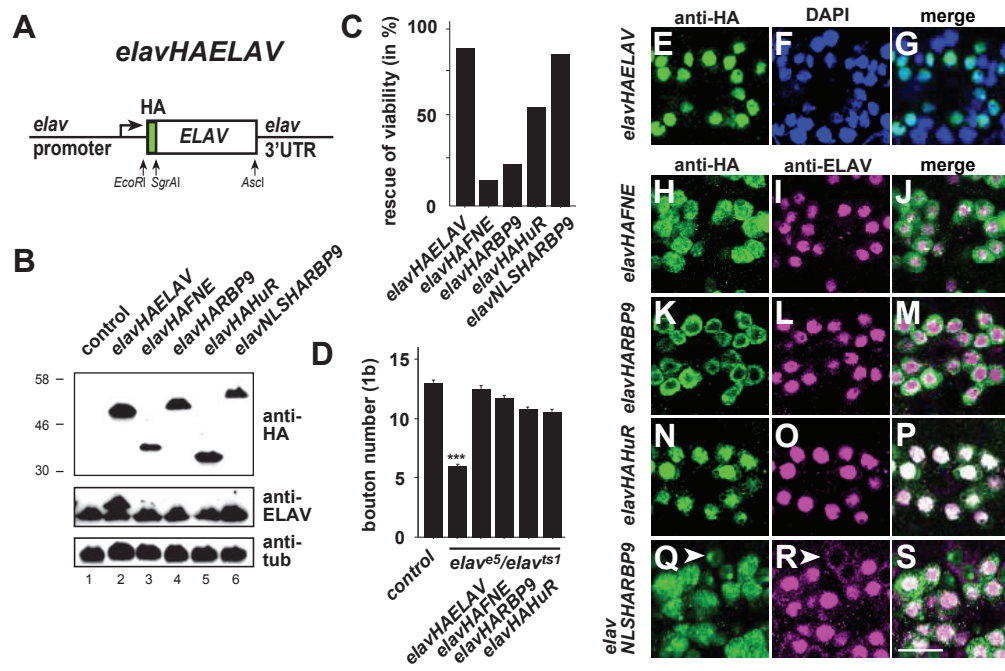 A
elavHAELAV
HA
elav
ELAV
elav
promoter
3'UTR
EcoRI
SgrAI
AscI
B
control
elavHAELAV
elavHAFNE
elavHARBP9
elavHAHuR
elavNLSHARBP9
58
46
30
anti-
HA
anti-
ELAV
anti-
tub
1 2 3 4 5 6
C
rescue of viability (in %)
100
50
0
elavHAELAV
elavHAFNE
elavHARBP9
elavHAHuR
elavNLSHARBP9
D
bouton number (1b)
15
10
5
0
***
control
elave5/elavts1
elavHAELAV
elavHAFNE
elavHARBP9
elavHAHuR
anti-HA DAPI merge
elavHAELAV
E F G
anti-HA anti-ELAV merge
elavHAFNE
H I J
elavHARBP9
K L M
elavHAHuR
N O P
elav
NLSHARBP9
Q R S